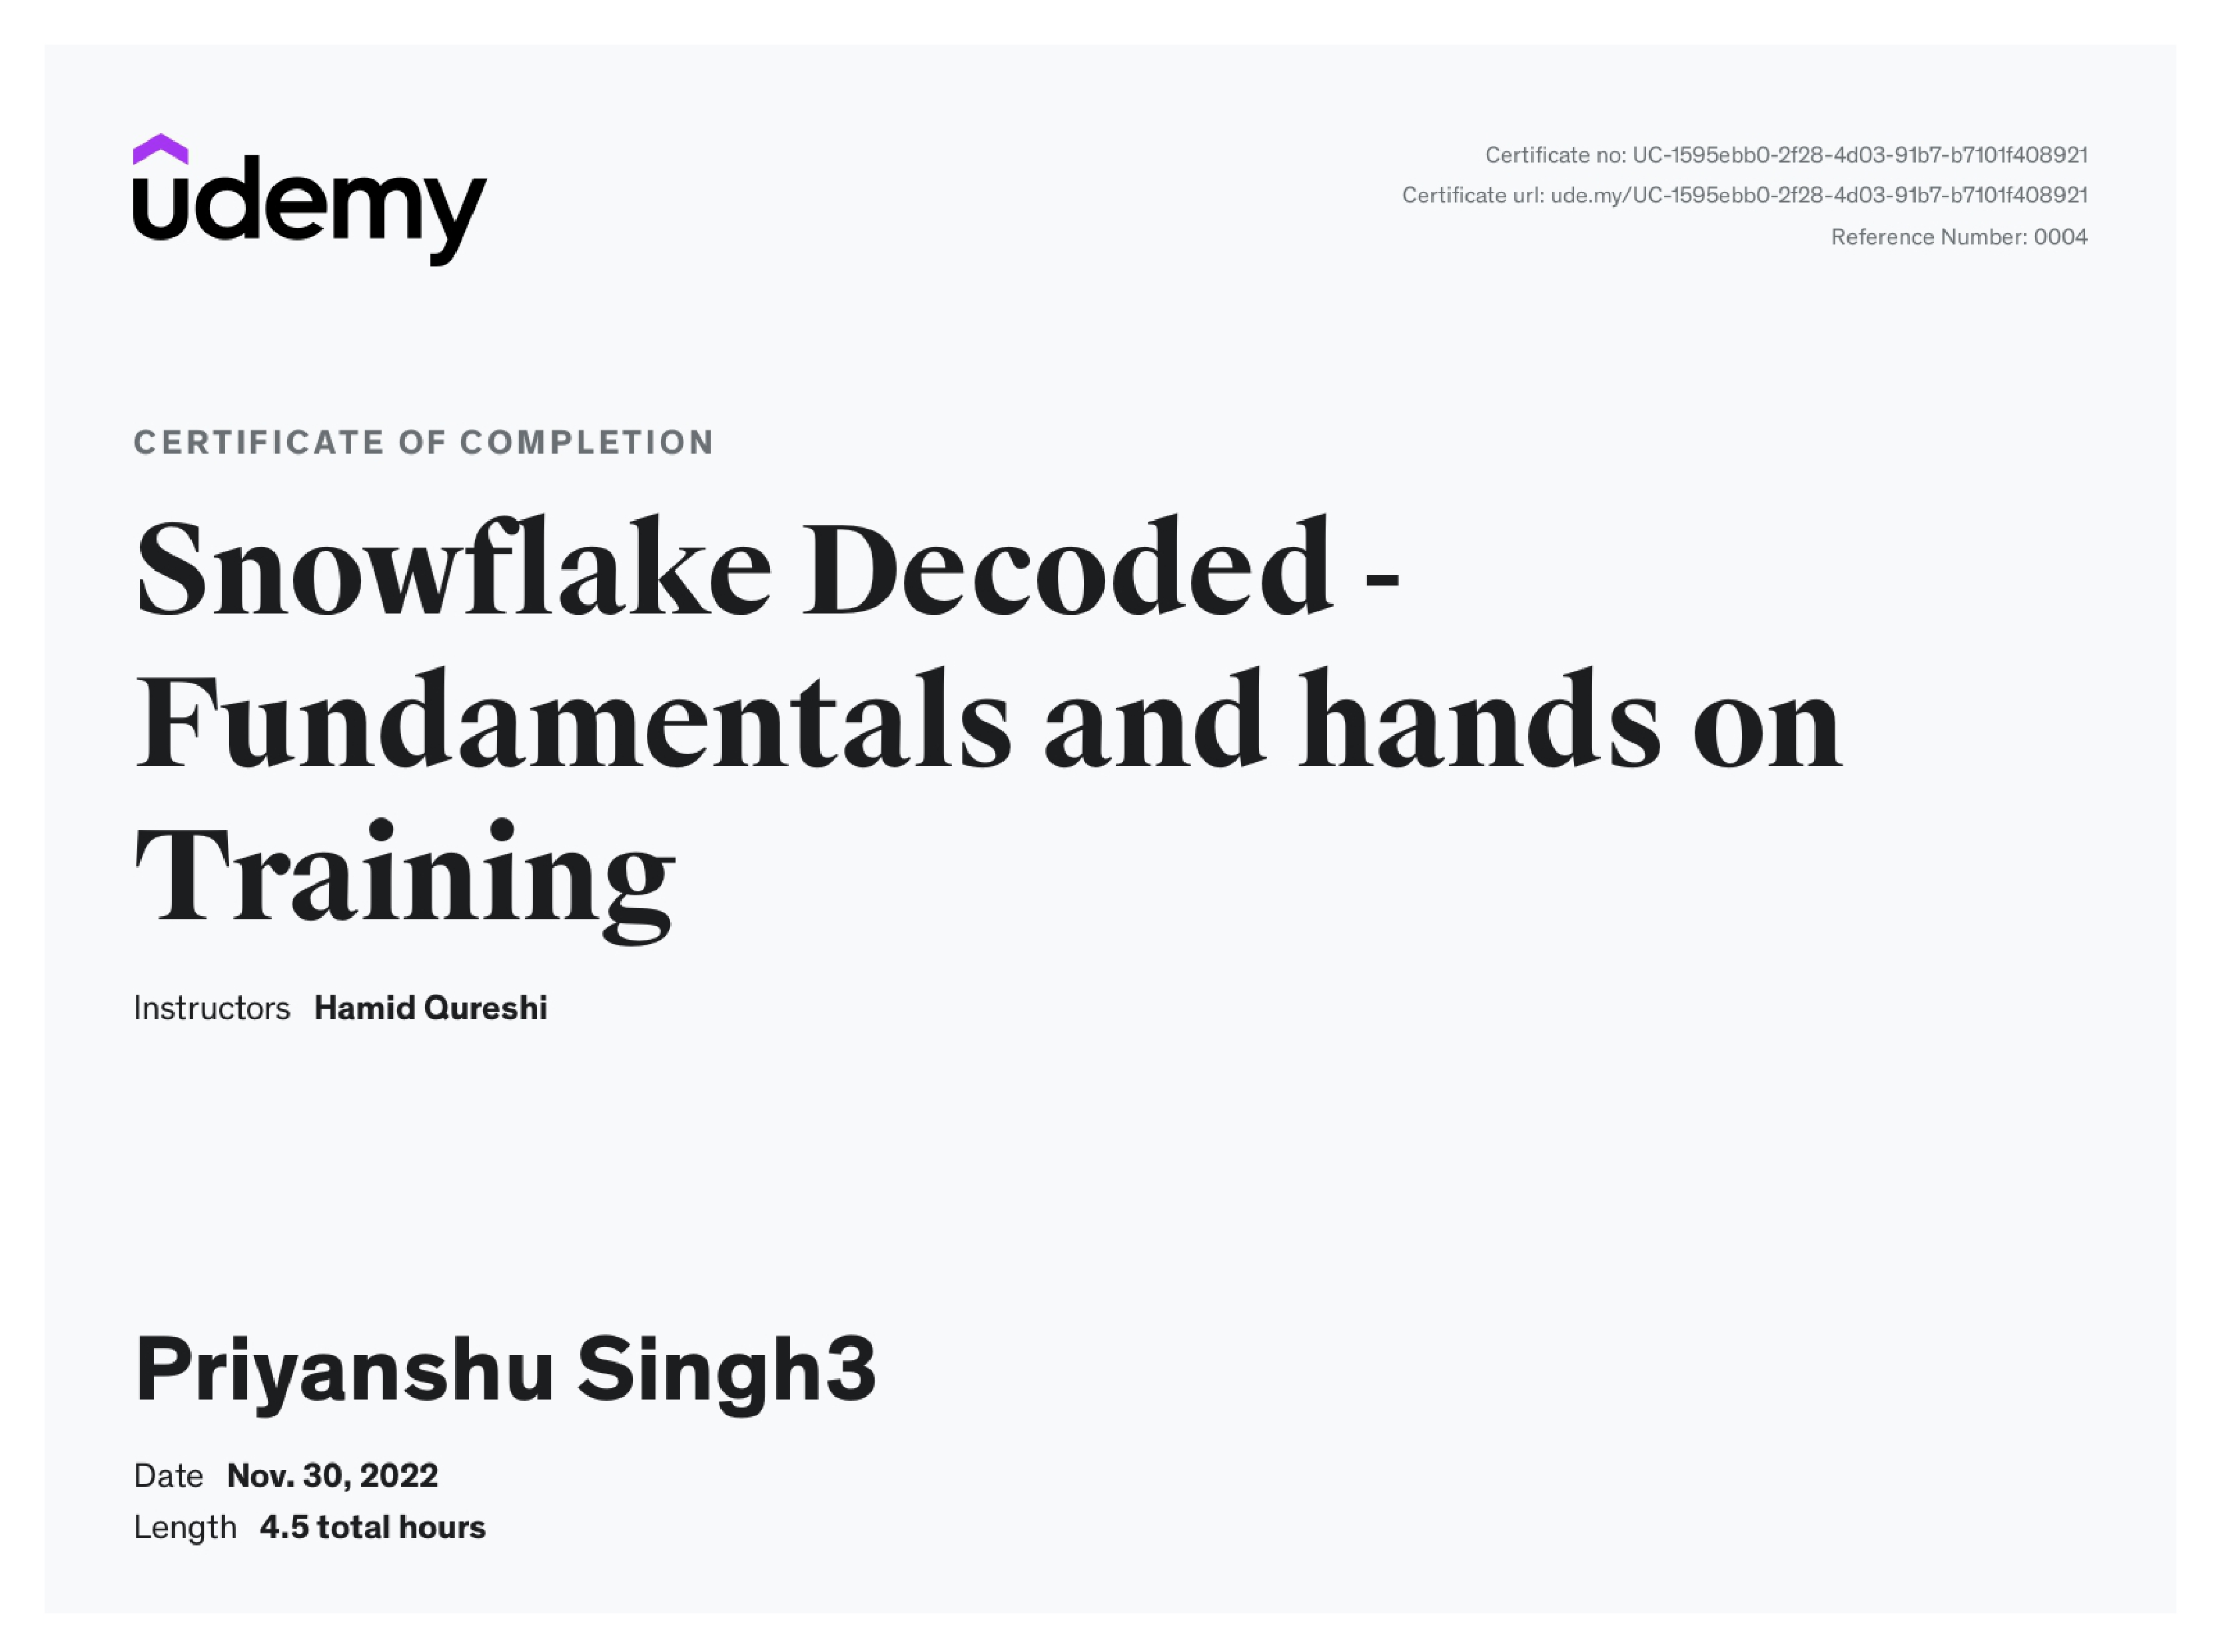 udemy
Certificate no: UC-1595ebb0-2f28-4d03-91b7-b7101f408921
Certificate url: ude.my/UC-1595ebb0-2f28-4d03-91b7-b7101f408921
Reference Number: 0004
CERTIFICATE OF COMPLETION
Snowflake Decoded -
Fundamentals and hands on
Training
Instructors Hamid Qureshi
Priyanshu Singh3
Date Nov. 30, 2022
Length 4.5 total hours